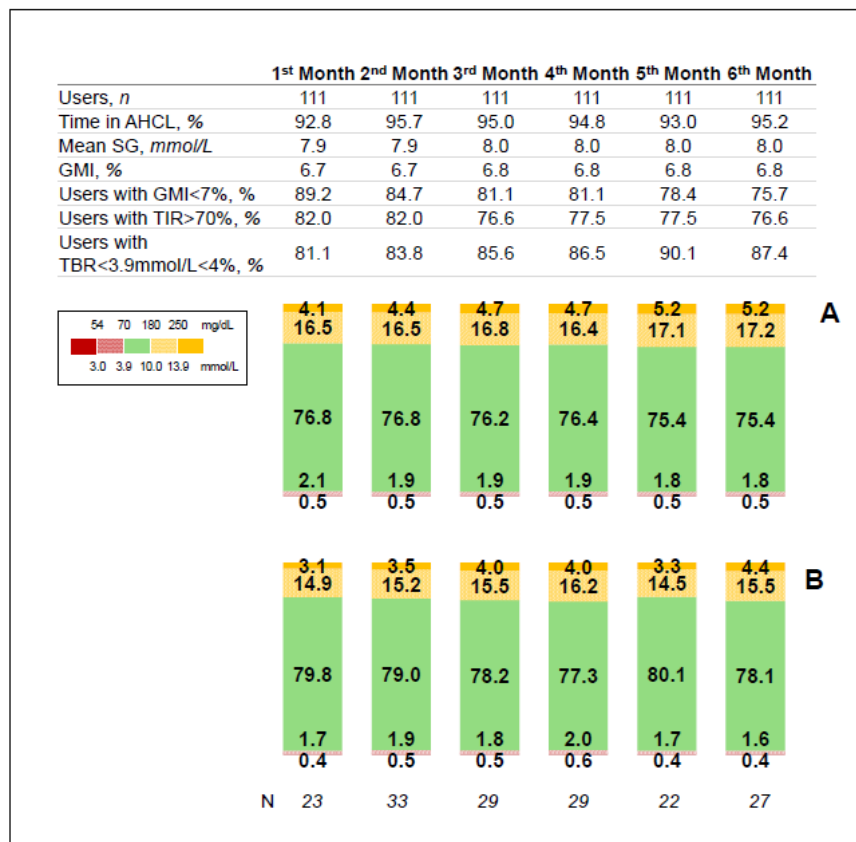 1st Month 2nd Month 3rd Month 4th Month 5th Month 6th Month
Users, n 111 111 111 111 111 111
Time in AHCL, % 92.8 95.7 95.0 94.8 93.0 95.2
Mean SG, mmol/L 7.9 7.9 8.0 8.0 8.0 8.0
GMI, % 6.7 6.7 6.8 6.8 6.8 6.8
Users with GMI<7%, % 89.2 84.7 81.1 81.1 78.4 75.7
Users with TIR>70%, % 82.0 82.0 76.6 77.5 77.5 76.6
Users with
TBR<3.9mmol/L<4%, % 81.1 83.8 85.6 86.5 90.1 87.4
54 70 180 250 mg/dL
3.0 3.9 10.0 13.9 mmol/L
A
4.1 4.4 4.7 4.7 5.2 5.2
16.5 16.5 16.8 16.4 17.1 17.2
76.8 76.8 76.2 76.4 75.4 75.4
2.1 1.9 1.9 1.9 1.8 1.8
0.5 0.5 0.5 0.5 0.5 0.5
B
3.1 3.5 4.0 4.0 3.3 4.4
14.9 15.2 15.5 16.2 14.5 15.5
79.8 79.0 78.2 77.3 80.1 78.1
1.7 1.9 1.8 2.0 1.7 1.6
0.4 0.5 0.5 0.6 0.4 0.4
N 23 33 29 29 22 27